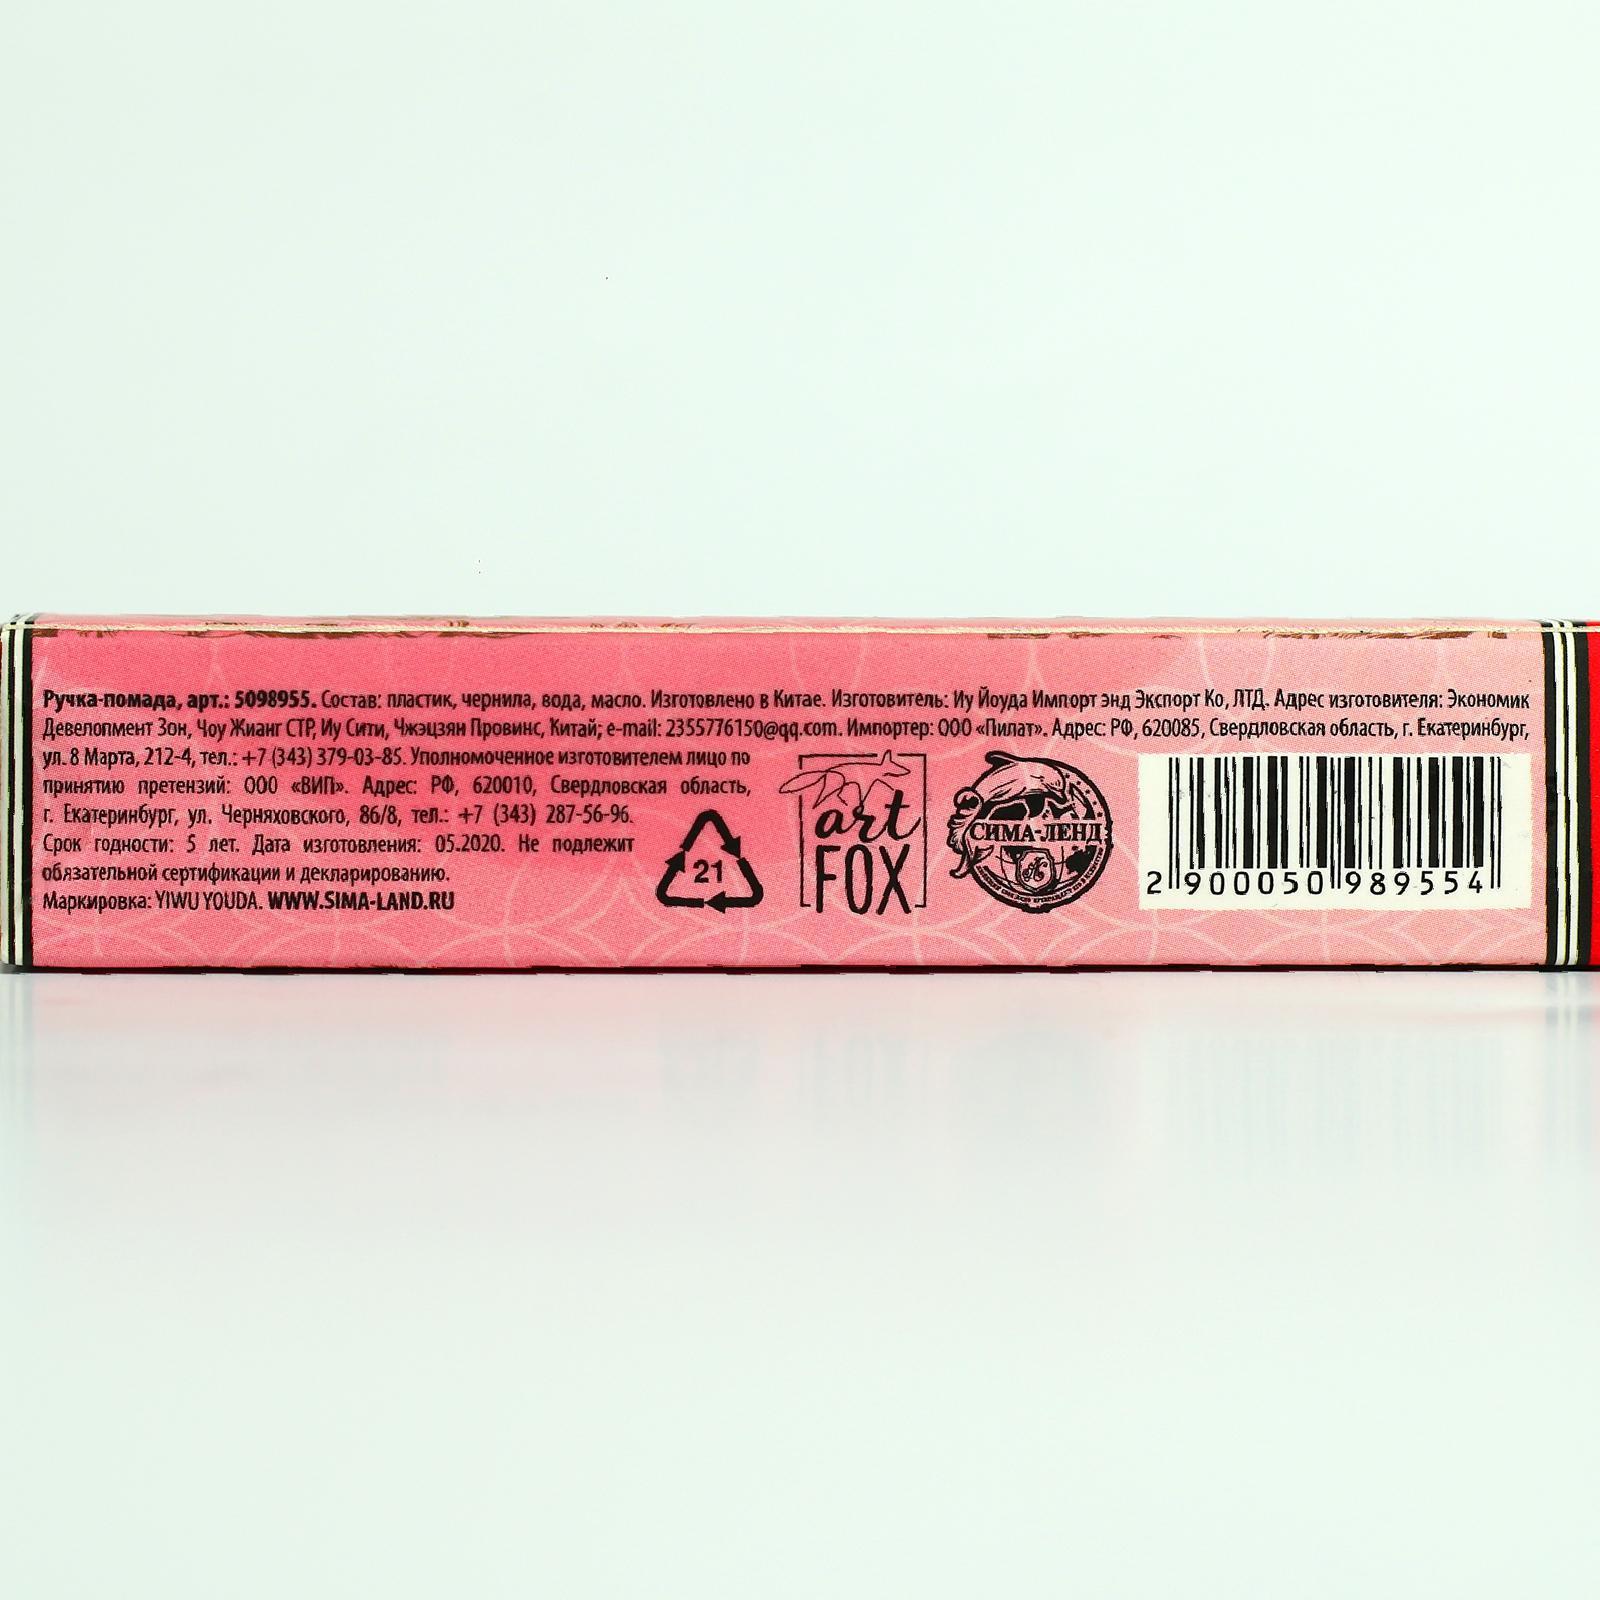 Ручка-помада, арт.: 5098955. Состав: пластик, чернила, вода, масло. Изготовлено в Китае. Изготовитель: Иу Йоуда Импорт энд Экспорт Ко, ЛТД. Адрес изготовителя: Экономик
Девелопмент Зон, Чоу Жианг СТР, Иу Сити, Чжэцзян Провинс, Китай; e-mail: 2355776150@qq.com. Импортер: ООО «Пилат». Адрес: РФ, 620085, Свердловская область, г. Екатеринбург,
ул. 8 Марта, 212-4, тел.: +7 (343) 379-03-85. Уполномоченное изготовителем лицо по
принятию претензий: ООО «ВИП». Адрес: РФ, 620010, Свердловская область,
г. Екатеринбург, ул. Черняховского, 86/8, тел.: +7 (343) 287-56-96.
Срок годности: 5 лет. Дата изготовления: 05.2020. Не подлежит
обязательной сертификации и декларированию.
Маркировка: YIWU YOUDA. WWW.SIMA-LAND.RU
21
art
FOX
СИМА-ЛЕНД
2 900050 989554